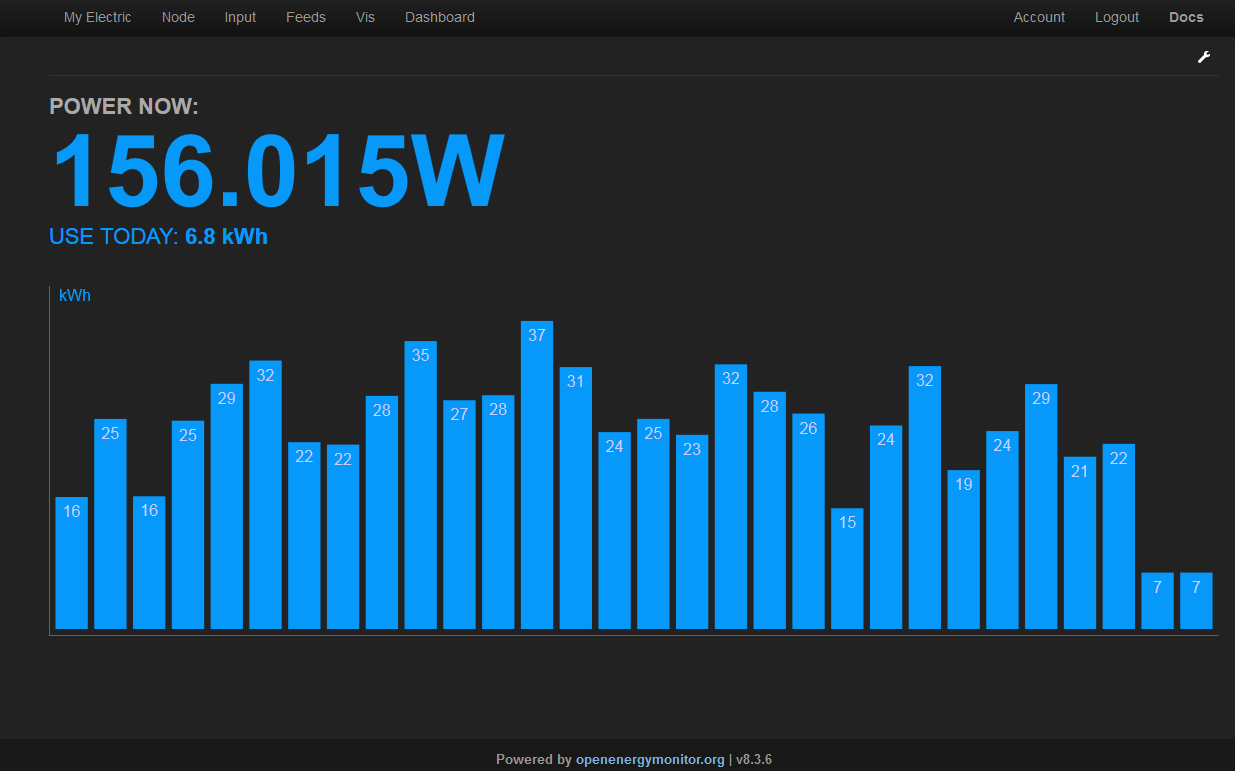 My Electric Node Input Feeds Vis Dashboard Account Logout Docs
POWER NOW:
156.015W
USE TODAY: 6.8 kWh
kWh
16 25 16 25 29 32 22 22 28 35 27 28 37 31 24 25 23 32 28 26 15 24 32 19 24 29 21 22 7 7
Powered by openenergymonitor.org | v8.3.6